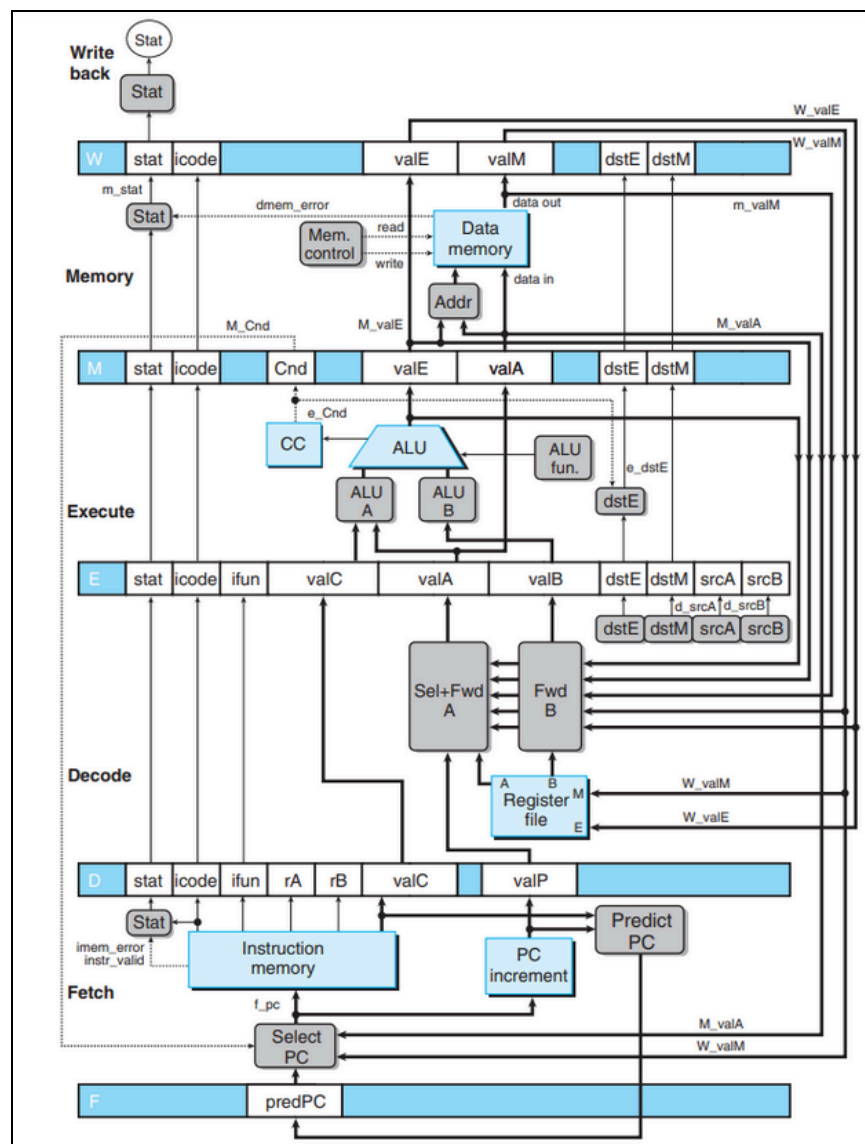 Stat
Write back
Stat
W_valE
W_valM
W stat icode valE valM dstE dstM
m_stat
data out
m_valM
dmem_error
Stat
read
Mem. control
write
Data memory
Memory
data in
Addr
M_Cnd
M_valE
M_valA
M stat icode Cnd valE valA dstE dstM
e_Cnd
CC
ALU
ALU fun.
e_dstE
ALU A
ALU B
dstE
Execute
E stat icode ifun valC valA valB dstE dstM srcA srcB
d_srcA d_srcB
dstE dstM srcA srcB
Sel+Fwd A
Fwd B
Decode
A B
Register file
M
E
W_valM
W_valE
D stat icode ifun rA rB valC valP
Stat
imem_error
instr_valid
Instruction memory
PC increment
Predict PC
Fetch
f_pc
Select PC
M_valA
W_valM
F predPC